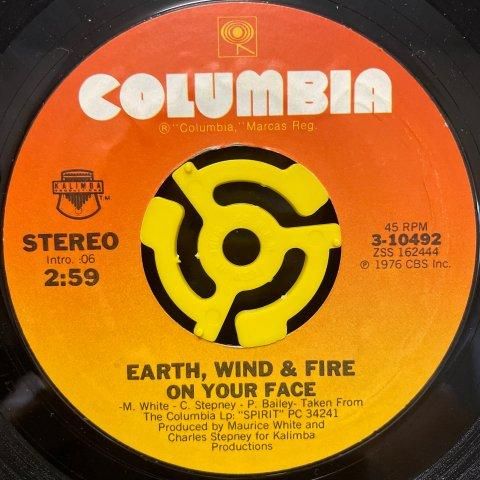 COLUMBIA
® "Columbia," Marcas Reg.
KALIMBA
TM
STEREO
Intro. :06
2:59
45 RPM
3-10492
ZSS 162444
℗ 1976 CBS Inc.
EARTH, WIND & FIRE
ON YOUR FACE
-M. White - C. Stepney - P. Bailey- Taken From
The Columbia Lp: "SPIRIT" PC 34241
Produced by Maurice White and
Charles Stepney for Kalimba
Productions